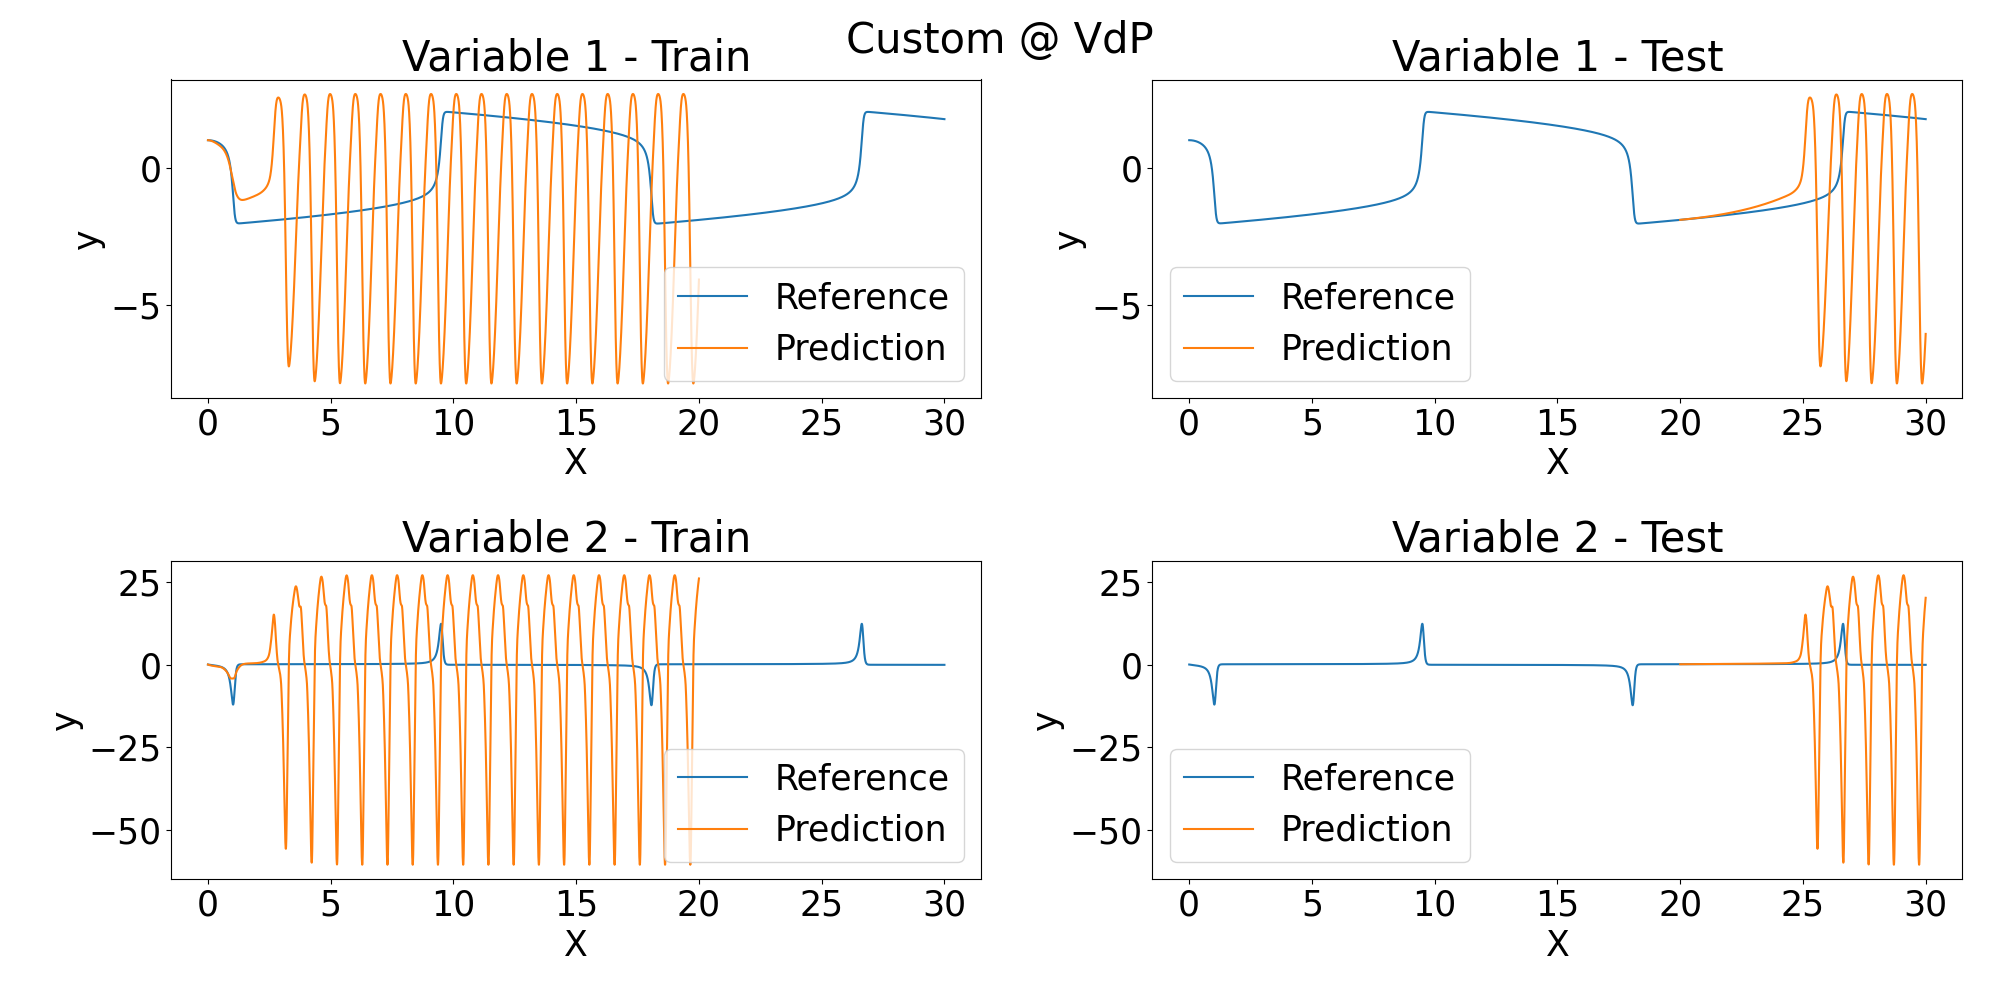 Custom @ VdP
Variable 1 - Train
0
−5
y
0 5 10 15 20 25 30
X
Reference
Prediction
Variable 1 - Test
0
−5
y
0 5 10 15 20 25 30
X
Reference
Prediction
Variable 2 - Train
25
0
−25
−50
y
0 5 10 15 20 25 30
X
Reference
Prediction
Variable 2 - Test
25
0
−25
−50
y
0 5 10 15 20 25 30
X
Reference
Prediction